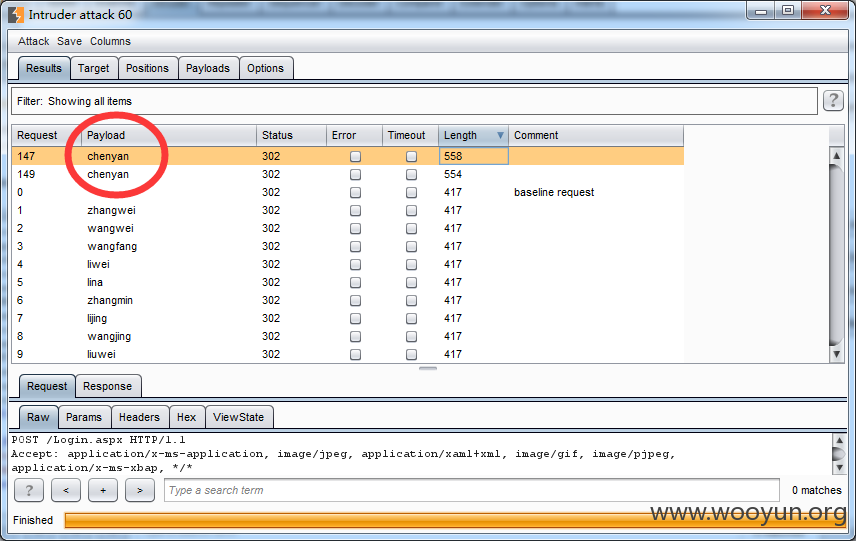 Intruder attack 60
Attack Save Columns
Results Target Positions Payloads Options
Filter: Showing all items ?
Request Payload Status Error Timeout Length Comment
147 chenyan 302 558
149 chenyan 302 554
0 302 417 baseline request
1 zhangwei 302 417
2 wangwei 302 417
3 wangfang 302 417
4 liwei 302 417
5 lina 302 417
6 zhangmin 302 417
7 lijing 302 417
8 wangjing 302 417
9 liuwei 302 417
Request Response
Raw Params Headers Hex ViewState
POST /Login.aspx HTTP/1.1
Accept: application/x-ms-application, image/jpeg, application/xaml+xml, image/gif, image/pjpeg,
application/x-ms-xbap, */*
? < + > Type a search term 0 matches
www.wooyun.org
Finished